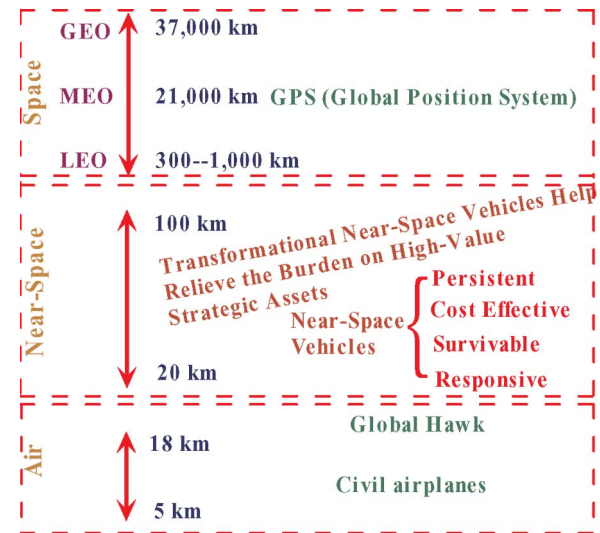 Space
GEO 37,000 km
MEO 21,000 km GPS (Global Position System)
LEO 300--1,000 km
Near-Space
100 km
Transformational Near-Space Vehicles Help
Relieve the Burden on High-Value
Strategic Assets
Near-Space
Vehicles
Persistent
Cost Effective
Survivable
Responsive
20 km
Air
Global Hawk
18 km
Civil airplanes
5 km